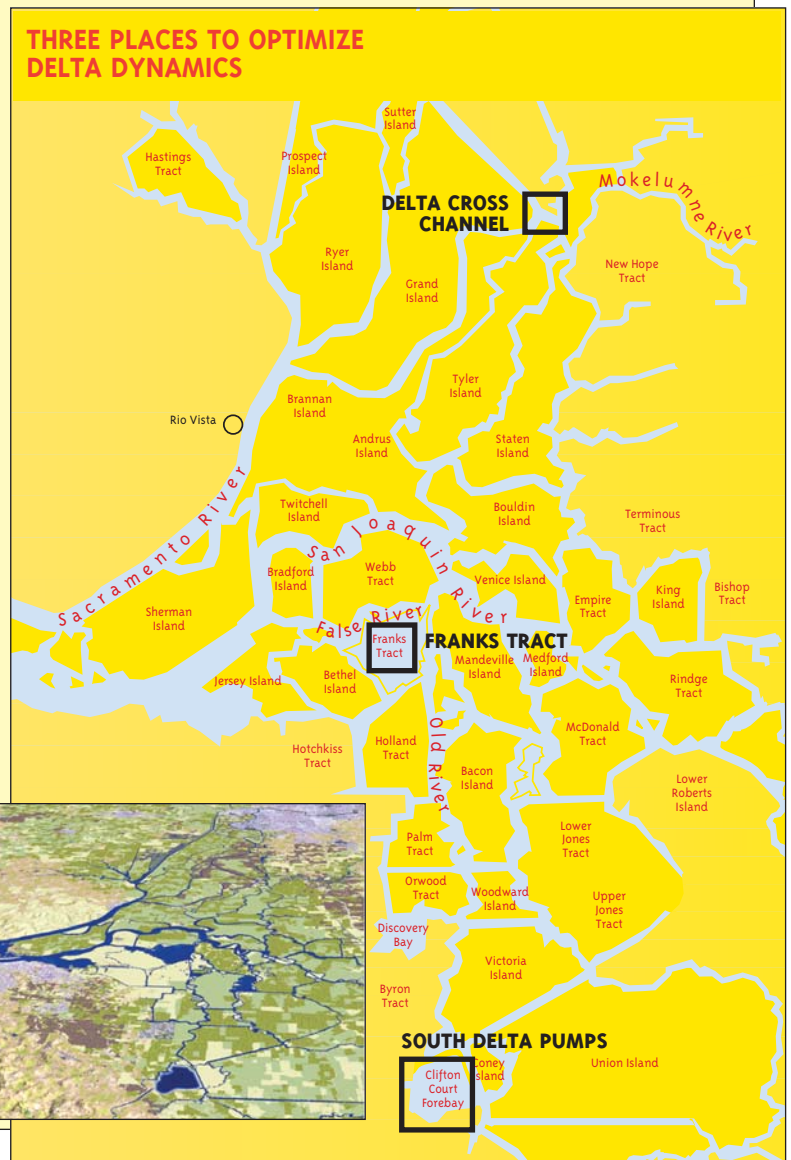 THREE PLACES TO OPTIMIZE
DELTA DYNAMICS
Sutter
Island
Hastings
Tract
Prospect
Island
Mokelumne River
DELTA CROSS
CHANNEL
Ryer
Island
New Hope
Tract
Grand
Island
Tyler
Island
Brannan
Island
Rio Vista
Andrus
Island
Staten
Island
Sacramento River
Twitchell
Island
Bouldin
Island
Terminous
Tract
San Joaquin River
Bradford
Island
Webb
Tract
Venice Island
Empire
Tract
King
Island
Bishop
Tract
Sherman
Island
False River
Franks
Tract
FRANKS TRACT
Mandeville
Island
Medford
Island
Jersey Island
Bethel
Island
Rindge
Tract
Old River
Hotchkiss
Tract
Holland
Tract
McDonald
Tract
Bacon
Island
Lower
Roberts
Island
Palm
Tract
Lower
Jones
Tract
Orwood
Tract
Woodward
Island
Upper
Jones
Tract
Discovery
Bay
Victoria
Island
Byron
Tract
SOUTH DELTA PUMPS
Coney
Island
Union Island
Clifton
Court
Forebay